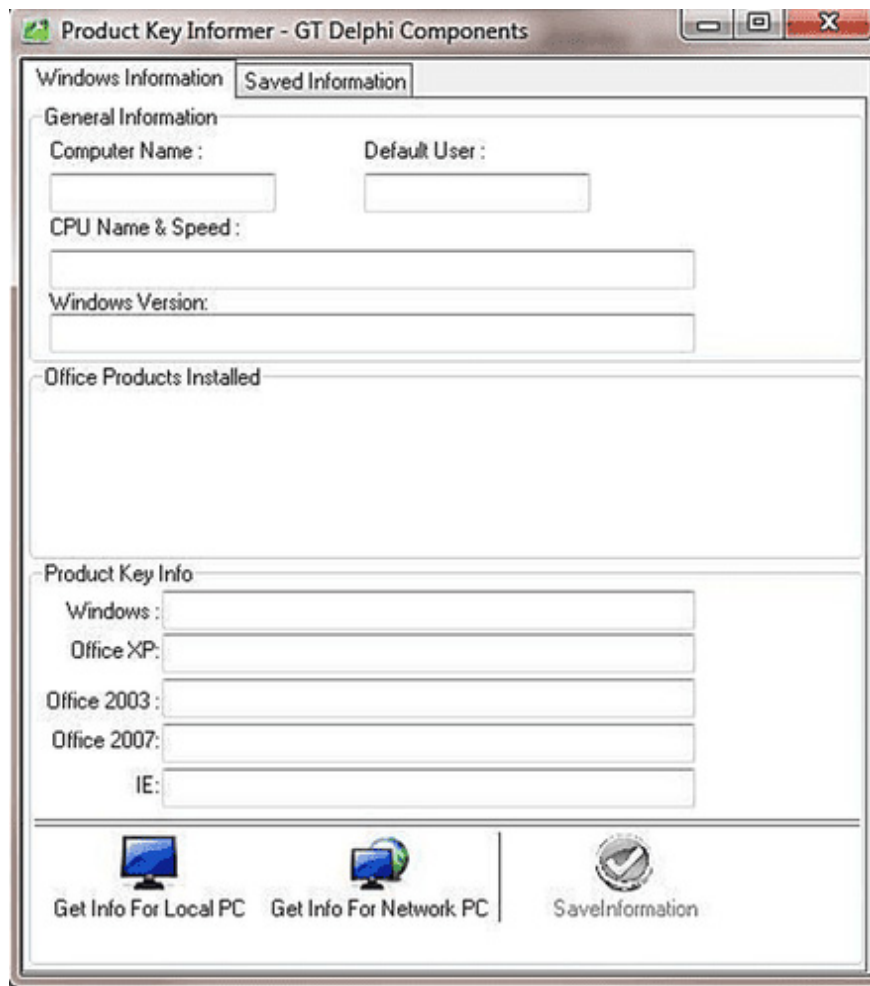 Product Key Informer - GT Delphi Components
Windows Information Saved Information
General Information
Computer Name : Default User :
CPU Name & Speed :
Windows Version:
Office Products Installed
Product Key Info
Windows :
Office XP:
Office 2003 :
Office 2007:
IE:
Get Info For Local PC Get Info For Network PC SaveInformation